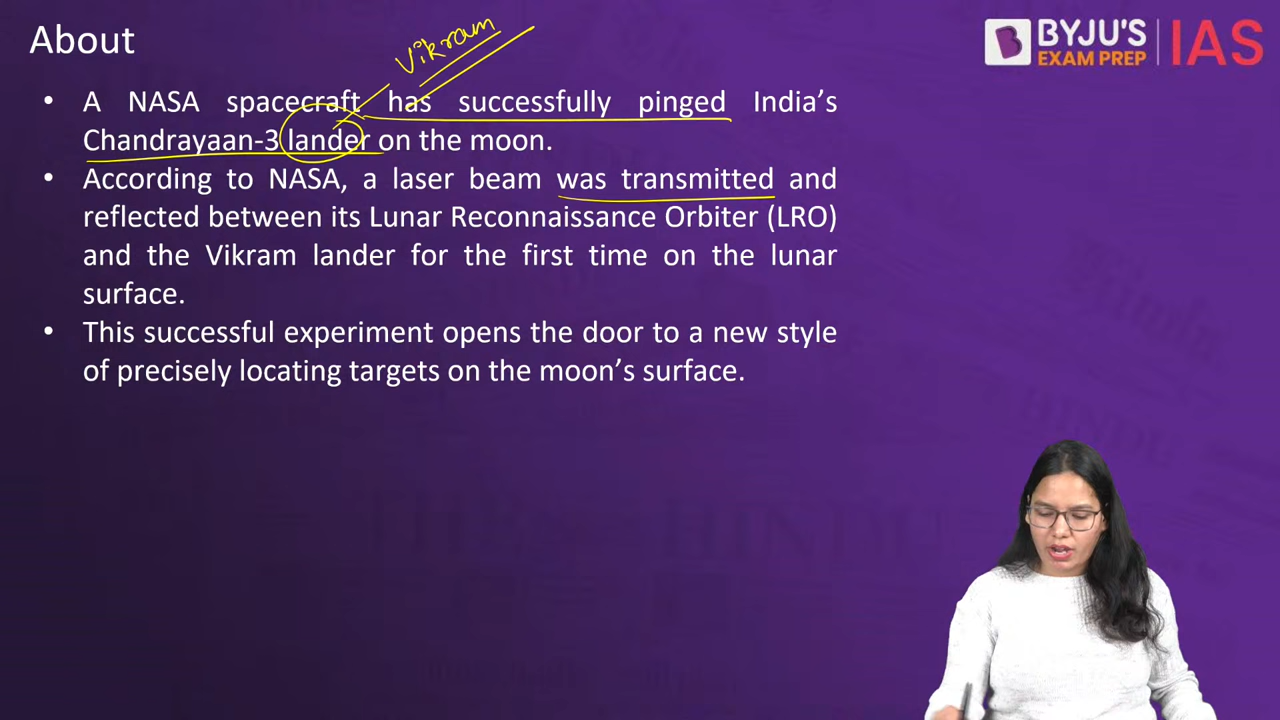 About
BYJU'S
EXAM PREP
IAS
Vikram
• A NASA spacecraft has successfully pinged India's
Chandrayaan-3 lander on the moon.
• According to NASA, a laser beam was transmitted and
reflected between its Lunar Reconnaissance Orbiter (LRO)
and the Vikram lander for the first time on the lunar
surface.
• This successful experiment opens the door to a new style
of precisely locating targets on the moon's surface.